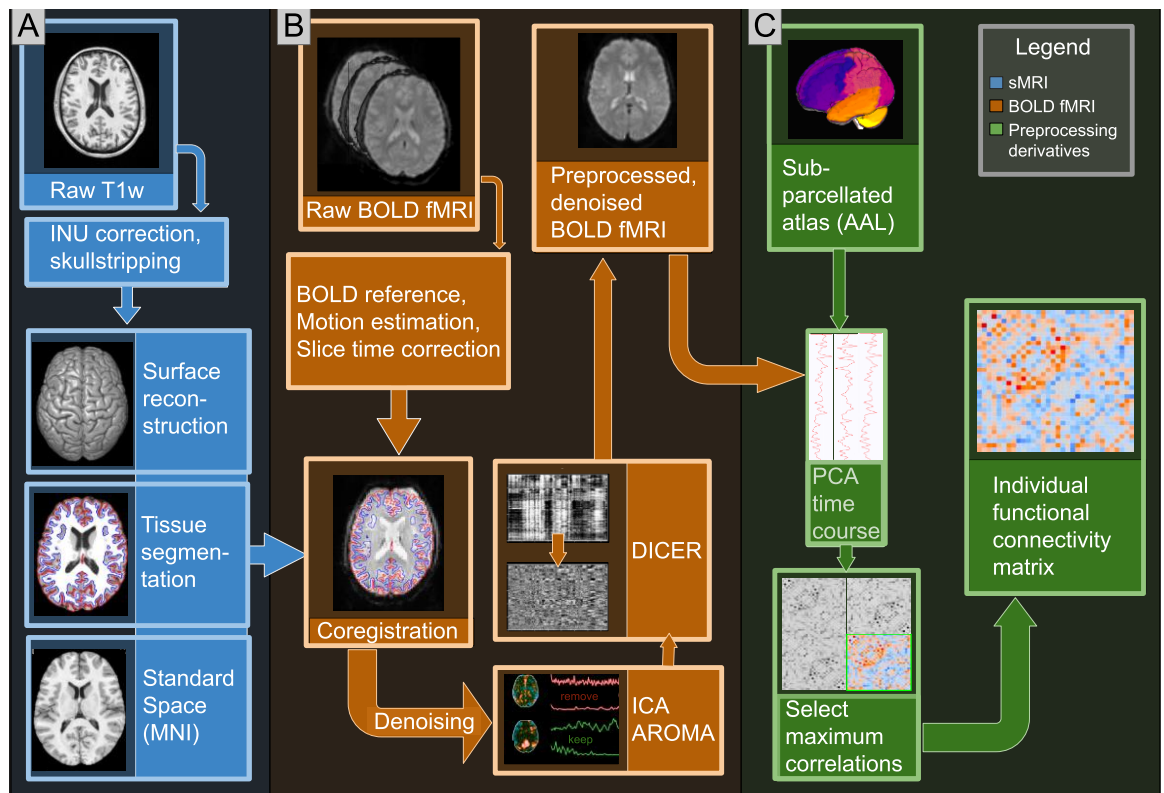 A
Raw T1w
INU correction,
skullstripping
Surface
recon-
struction
Tissue
segmen-
tation
Standard
Space
(MNI)
B
Raw BOLD fMRI
BOLD reference,
Motion estimation,
Slice time correction
Coregistration
Denoising
remove
keep
ICA
AROMA
DICER
Preprocessed,
denoised
BOLD fMRI
C
Sub-
parcellated
atlas (AAL)
PCA
time
course
Select
maximum
correlations
Individual
functional
connectivity
matrix
Legend
sMRI
BOLD fMRI
Preprocessing
derivatives